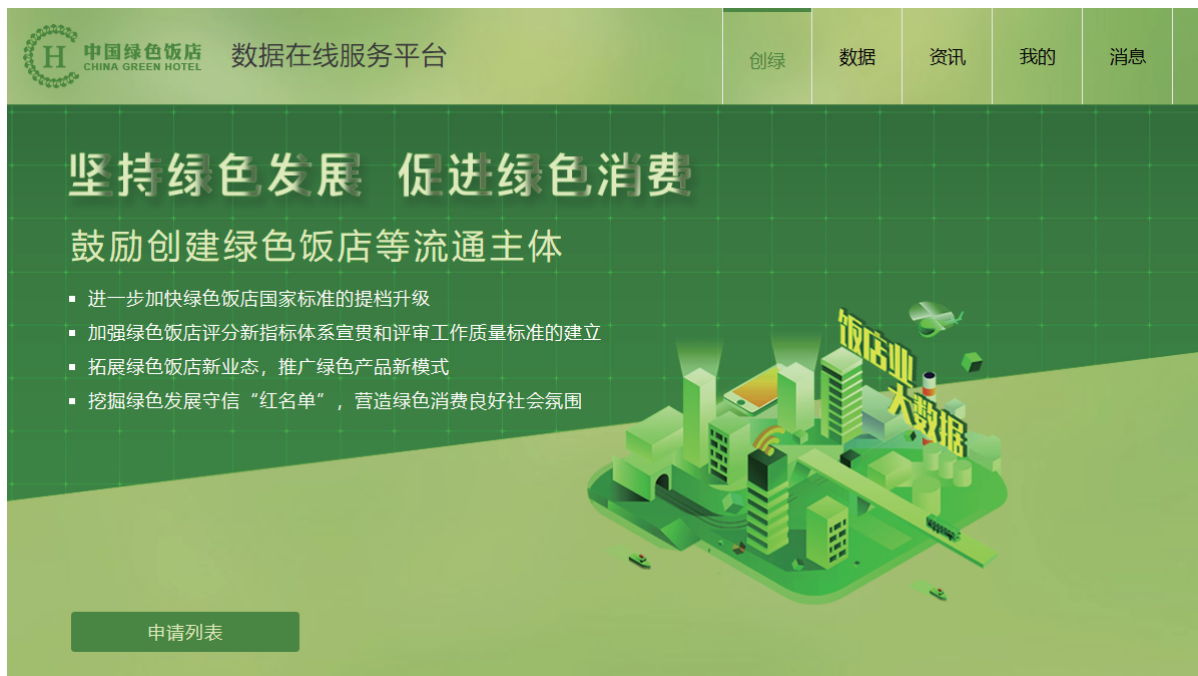 中国绿色饭店
CHINA GREEN HOTEL
数据在线服务平台
创绿
数据
资讯
我的
消息
坚持绿色发展 促进绿色消费
鼓励创建绿色饭店等流通主体
进一步加快绿色饭店国家标准的提档升级
加强绿色饭店评分新指标体系宣贯和评审工作质量标准的建立
拓展绿色饭店新业态，推广绿色产品新模式
挖掘绿色发展守信“红名单”，营造绿色消费良好社会氛围
饭店业
大数据
申请列表